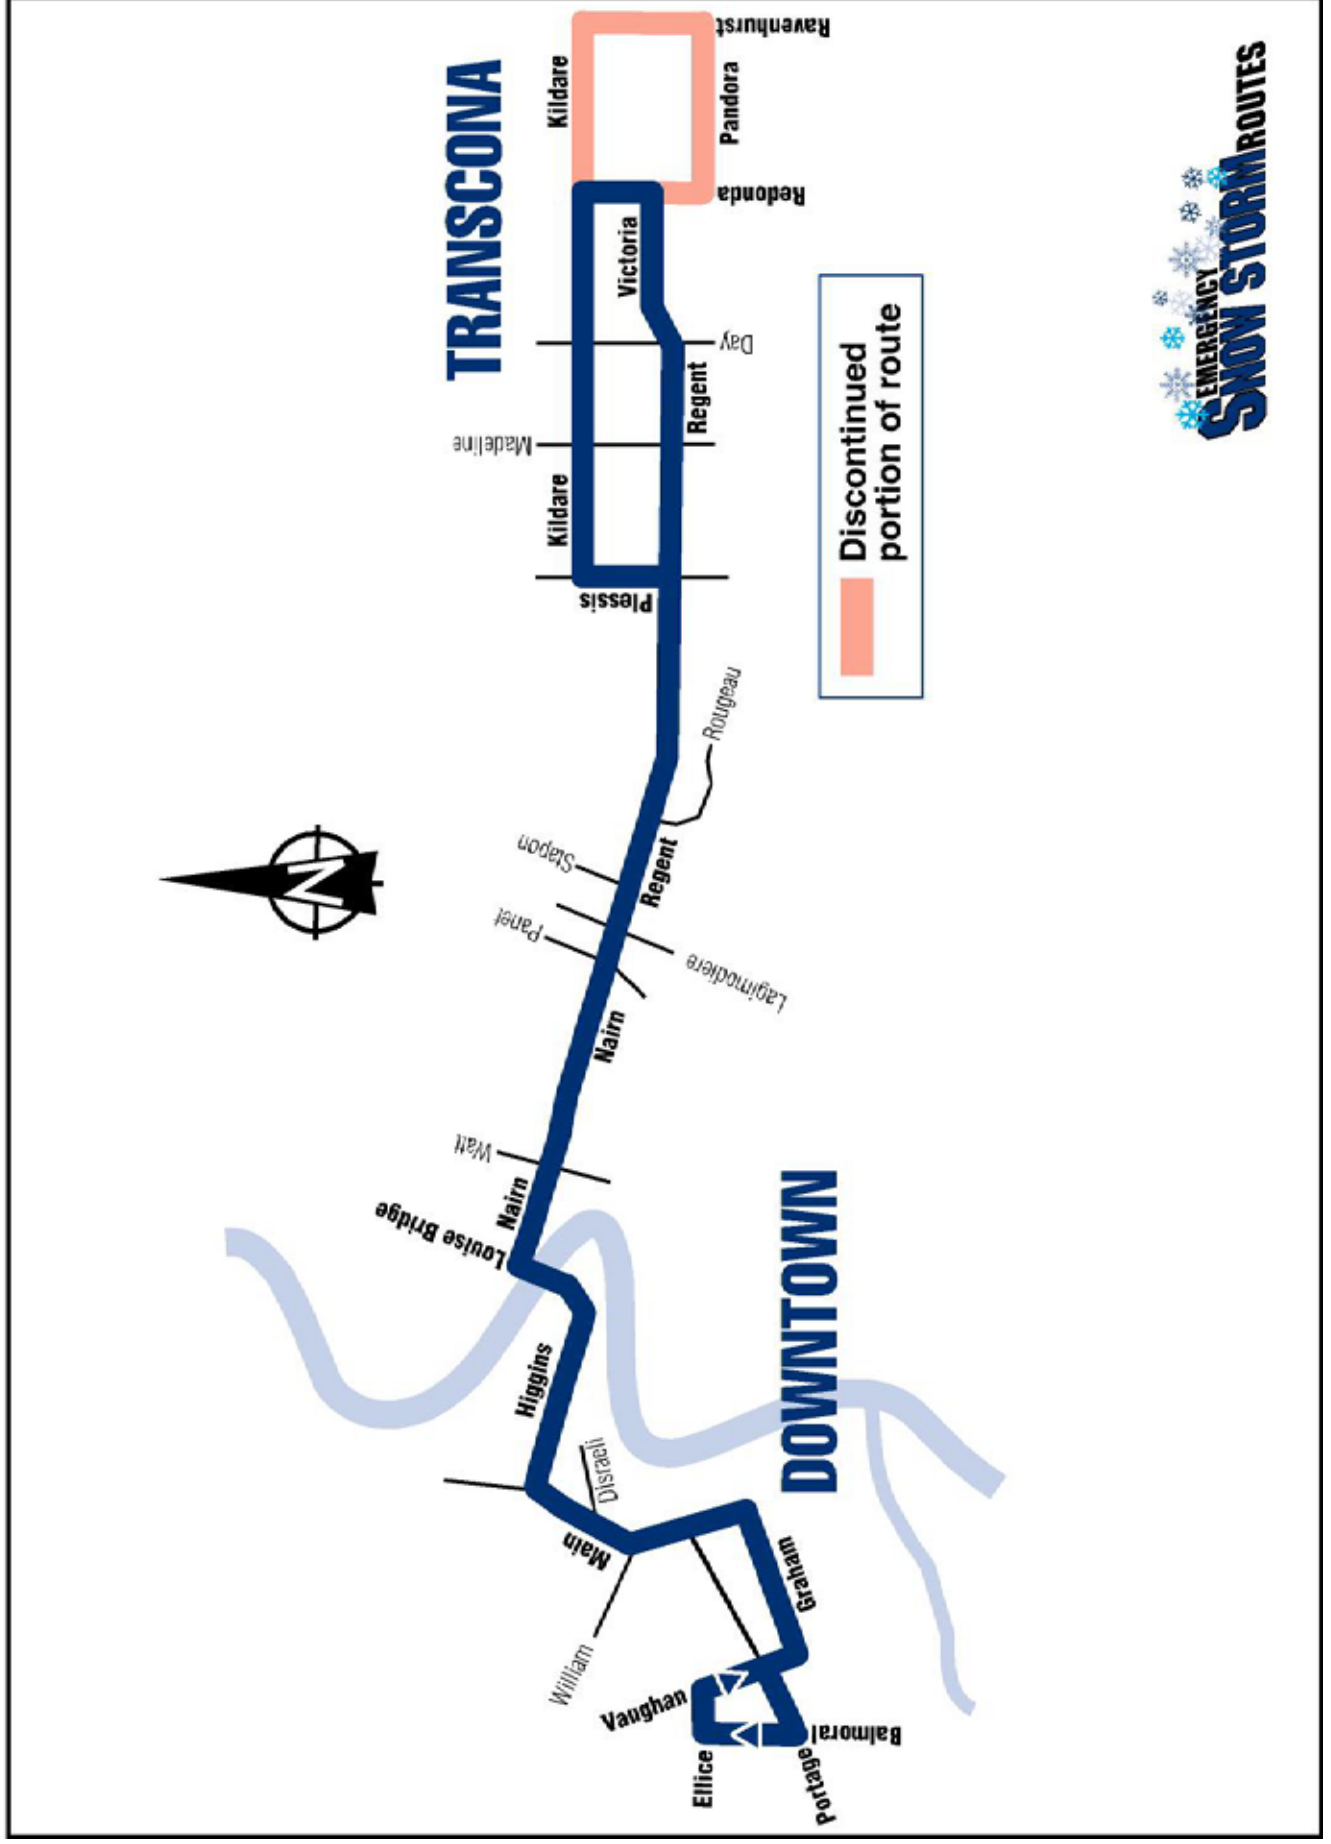 TRANSCONA
Kildare
Ravenhurst
Pandora
Redonda
Victoria
Day
Regent
Madeline
Kildare
Plessis
Rougeau
Regent
Stapon
Lagimodiere
Panet
Nairn
Watt
Nairn
Louise Bridge
Higgins
Disraeli
Main
William
DOWNTOWN
Graham
Vaughan
Ellice
Portage
Balmoral
N
Discontinued
portion of route
EMERGENCY
SNOW STORM ROUTES